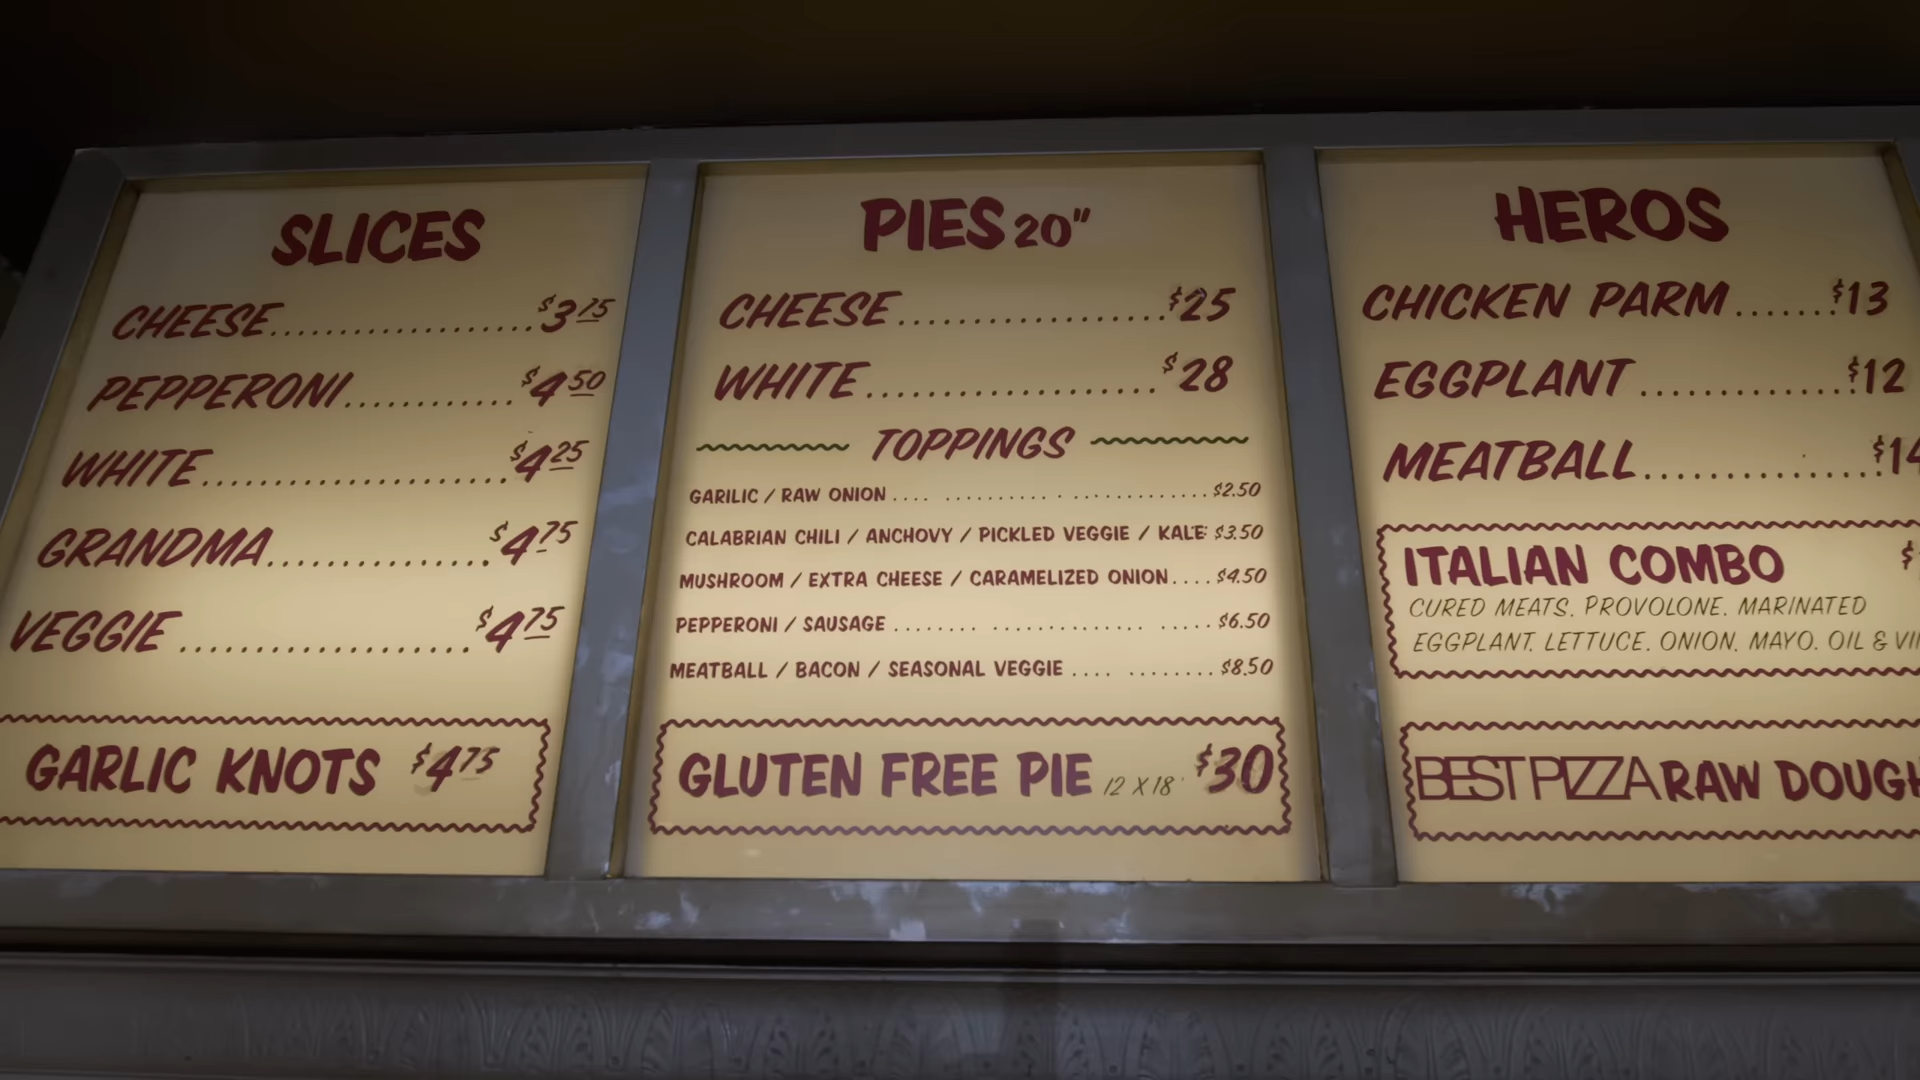 SLICES
CHEESE $3.75
PEPPERONI $4.50
WHITE $4.25
GRANDMA $4.75
VEGGIE $4.75
GARLIC KNOTS $4.75
PIES 20"
CHEESE $25
WHITE $28
TOPPINGS
GARILIC / RAW ONION $2.50
CALABRIAN CHILI / ANCHOVY / PICKLED VEGGIE / KALE $3.50
MUSHROOM / EXTRA CHEESE / CARAMELIZED ONION $4.50
PEPPERONI / SAUSAGE $6.50
MEATBALL / BACON / SEASONAL VEGGIE $8.50
GLUTEN FREE PIE 12 X 18" $30
HEROS
CHICKEN PARM $13
EGGPLANT $12
MEATBALL $14
ITALIAN COMBO $
CURED MEATS. PROVOLONE. MARINATED
EGGPLANT. LETTUCE. ONION. MAYO. OIL &
BEST PIZZA RAW DOUGH